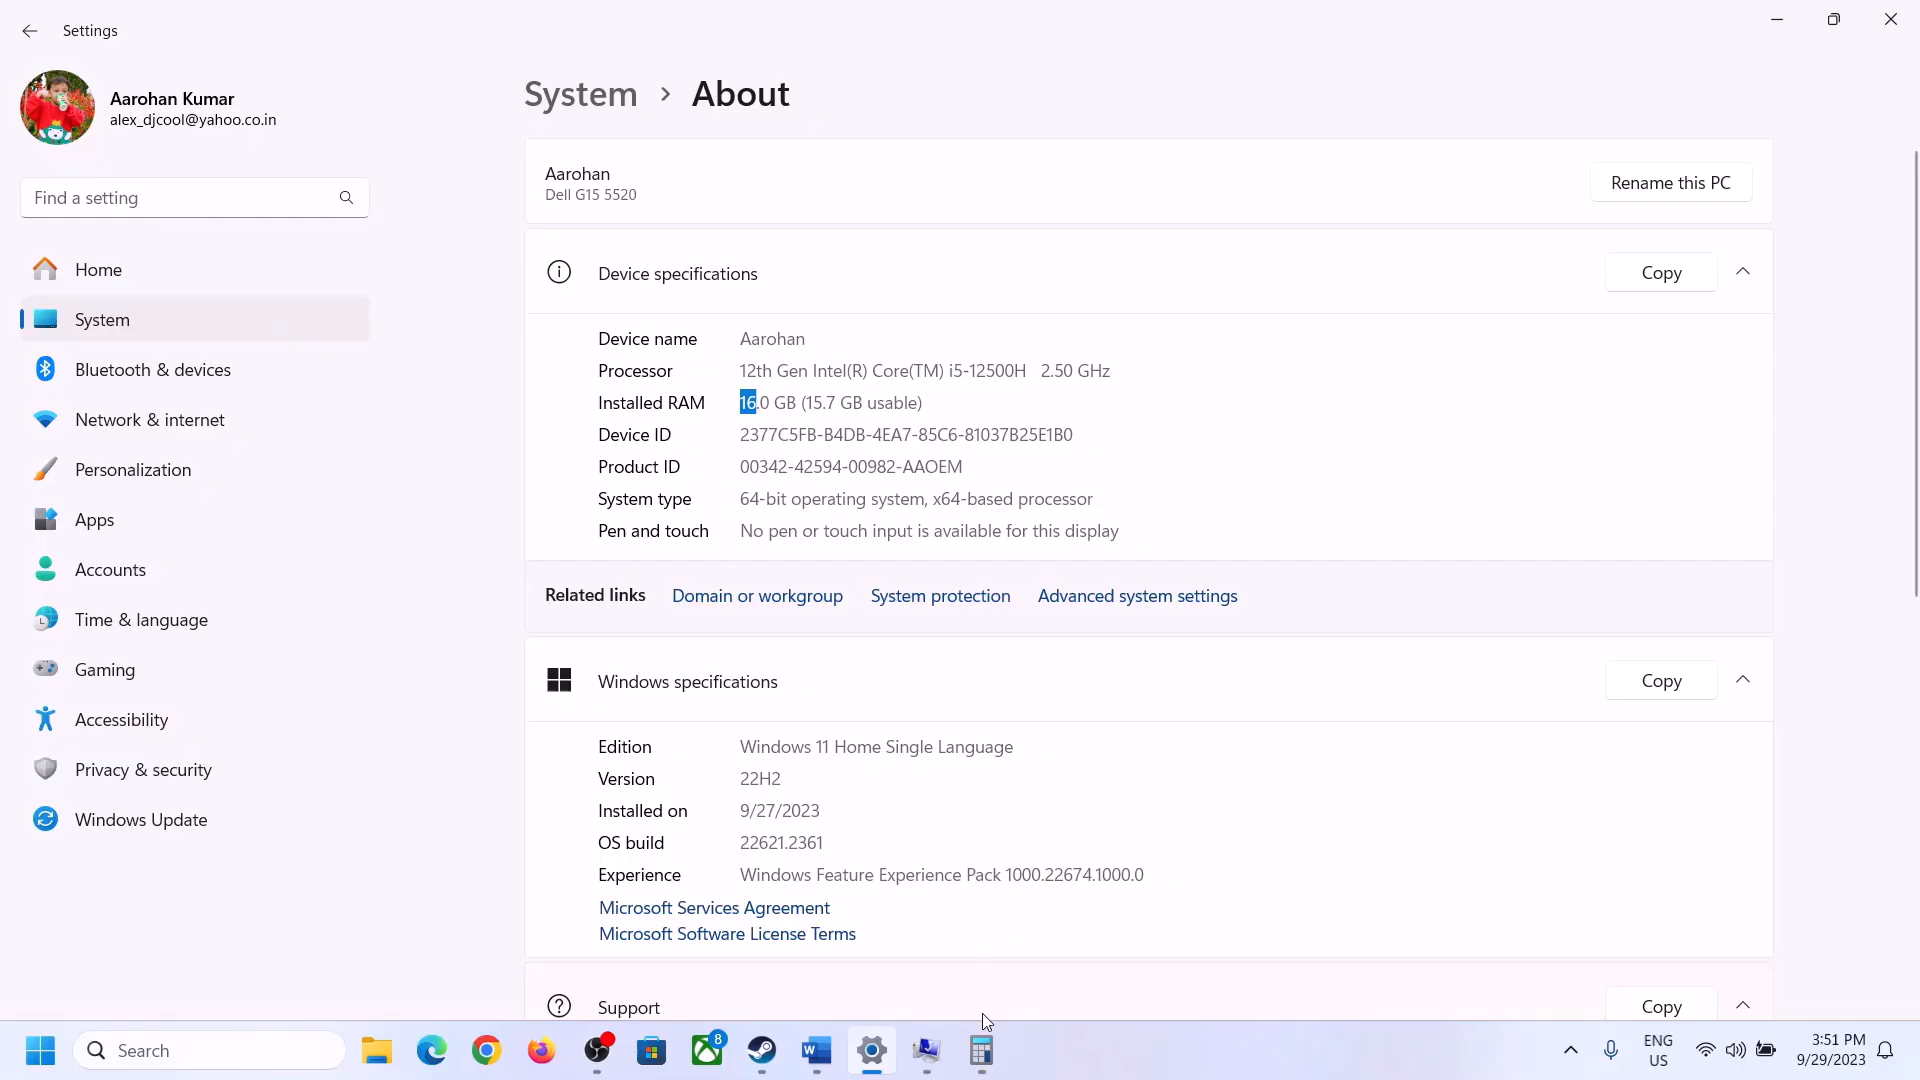 Settings
Aarohan Kumar
alex_djcool@yahoo.co.in
Find a setting
Home
System
Bluetooth & devices
Network & internet
Personalization
Apps
Accounts
Time & language
Gaming
Accessibility
Privacy & security
Windows Update
System > About
Aarohan
Dell G15 5520
Rename this PC
Device specifications
Copy
Device name Aarohan
Processor 12th Gen Intel(R) Core(TM) i5-12500H 2.50 GHz
Installed RAM 16.0 GB (15.7 GB usable)
Device ID 2377C5FB-B4DB-4EA7-85C6-81037B25E1B0
Product ID 00342-42594-00982-AAOEM
System type 64-bit operating system, x64-based processor
Pen and touch No pen or touch input is available for this display
Related links Domain or workgroup System protection Advanced system settings
Windows specifications
Copy
Edition Windows 11 Home Single Language
Version 22H2
Installed on 9/27/2023
OS build 22621.2361
Experience Windows Feature Experience Pack 1000.22674.1000.0
Microsoft Services Agreement
Microsoft Software License Terms
Support
Copy
Search
8
ENG
US
3:51 PM
9/29/2023